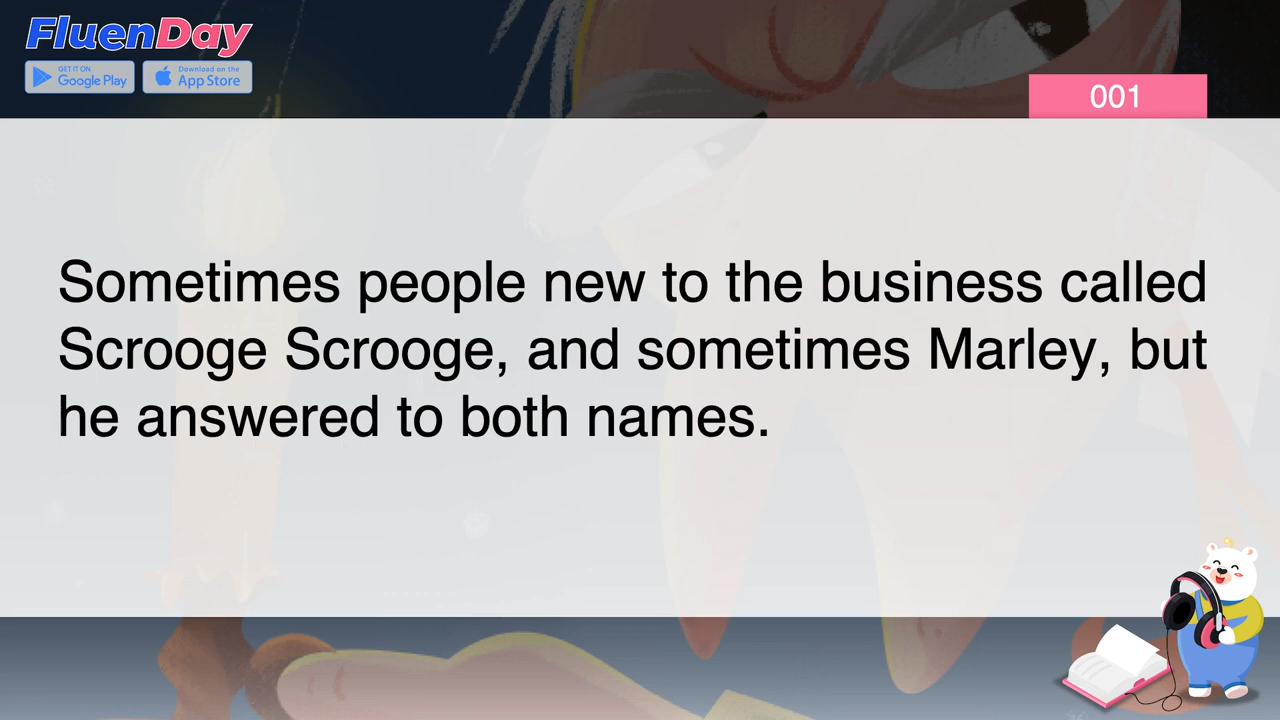 FluenDay
GET IT ON
Google Play
Download on the
App Store
001
Sometimes people new to the business called
Scrooge Scrooge, and sometimes Marley, but
he answered to both names.